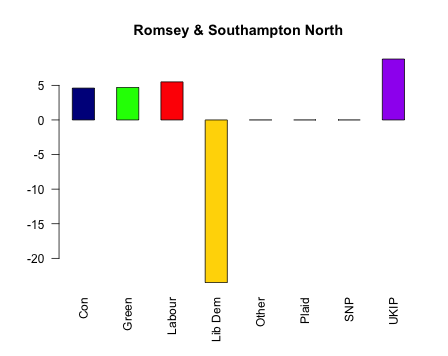 Romsey & Southampton North
5
0
-5
-10
-15
-20
Con
Green
Labour
Lib Dem
Other
Plaid
SNP
UKIP